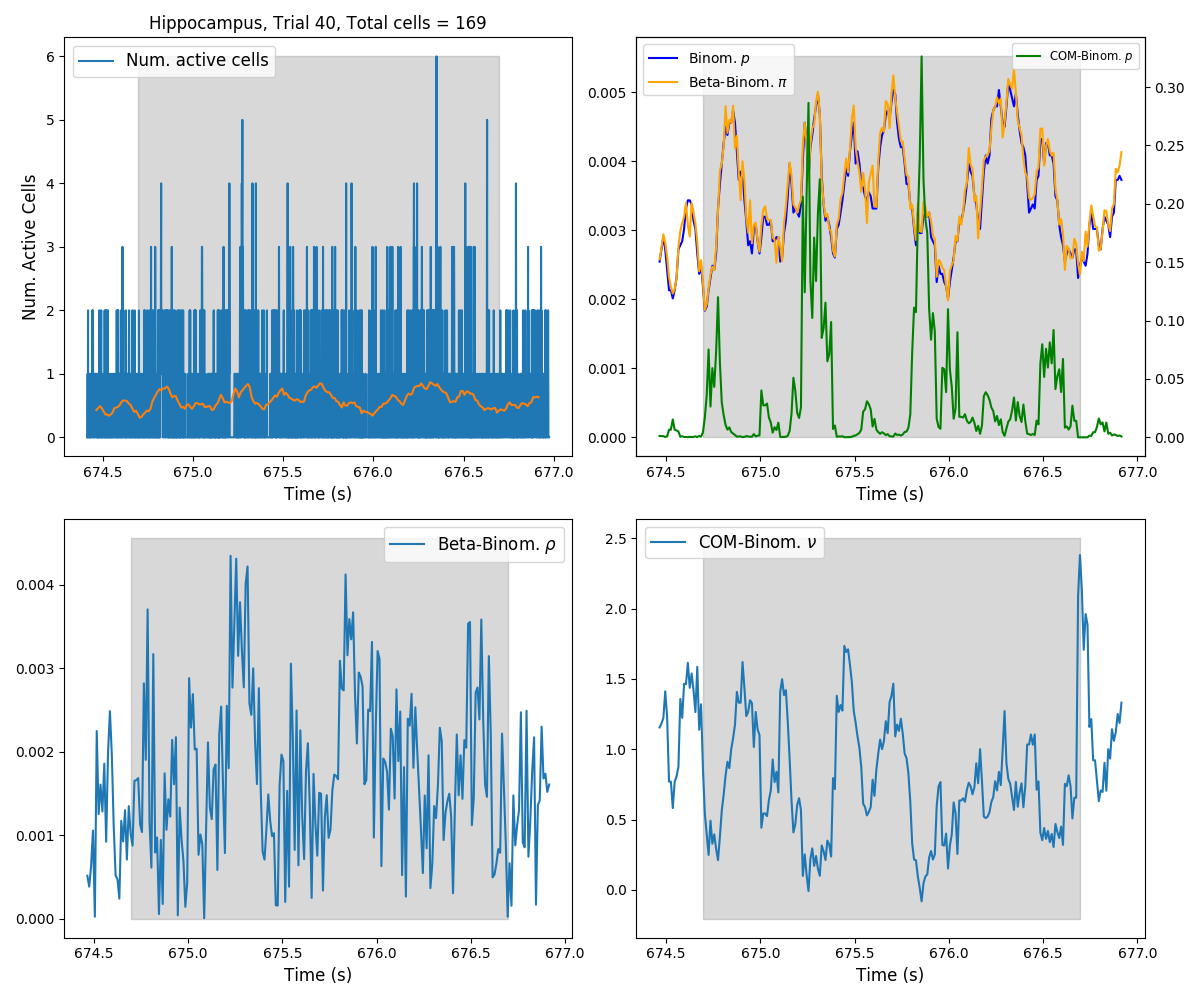 Hippocampus, Trial 40, Total cells = 169
Num. active cells
Num. Active Cells
6
5
4
3
2
1
0
674.5 675.0 675.5 676.0 676.5 677.0
Time (s)
Binom. p
Beta-Binom. π
COM-Binom. p
0.005
0.004
0.003
0.002
0.001
0.000
0.30
0.25
0.20
0.15
0.10
0.05
0.00
674.5 675.0 675.5 676.0 676.5 677.0
Time (s)
Beta-Binom. ρ
0.004
0.003
0.002
0.001
0.000
674.5 675.0 675.5 676.0 676.5 677.0
Time (s)
COM-Binom. ν
2.5
2.0
1.5
1.0
0.5
0.0
674.5 675.0 675.5 676.0 676.5 677.0
Time (s)